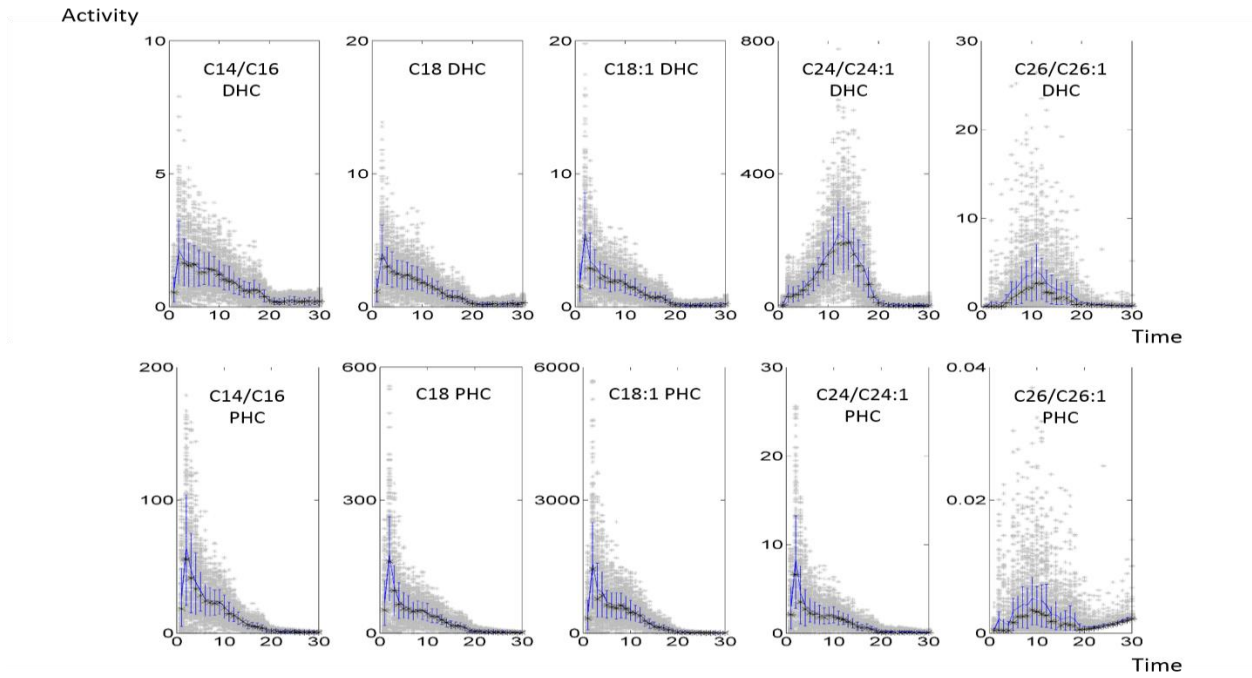 Activity
10 20 20 800 30
C14/C16 C18 DHC C18:1 DHC C24/C24:1 C26/C26:1
DHC DHC DHC
20
5 10 10 400
10
0 0 0 0 0
0 10 20 30 0 10 20 30 0 10 20 30 0 10 20 30 0 10 20 30
Time
200 600 6000 30 0.04
C14/C16 C18 PHC C18:1 PHC C24/C24:1 C26/C26:1
PHC PHC PHC
20
100 300 3000 0.02
10
0 0 0 0 0
0 10 20 30 0 10 20 30 0 10 20 30 0 10 20 30 0 10 20 30
Time